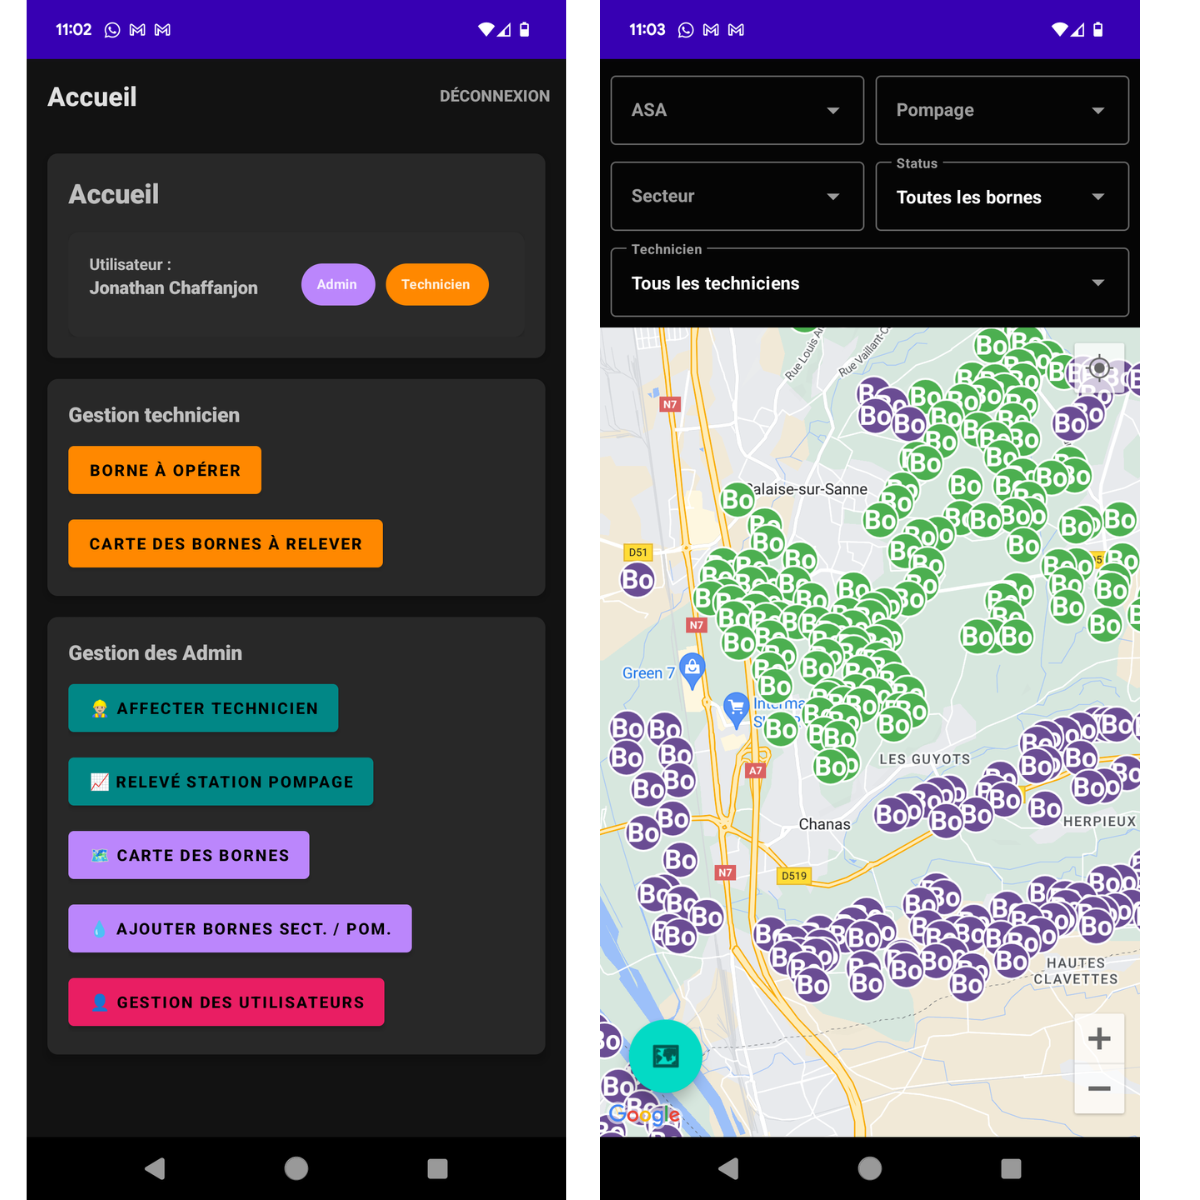 11:02
Accueil
DÉCONNEXION
Accueil
Utilisateur :
Jonathan Chaffanjon
Admin
Technicien
Gestion technicien
BORNE À OPÉRER
CARTE DES BORNES À RELEVER
Gestion des Admin
AFFECTER TECHNICIEN
RELEVÉ STATION POMPAGE
CARTE DES BORNES
AJOUTER BORNES SECT. / POM.
GESTION DES UTILISATEURS
11:03
ASA
Pompage
Secteur
Status
Toutes les bornes
Technicien
Tous les techniciens
Rue Louis
Rue Vaillant-C
N7
Bo
alaise-sur-Sanne
D51
Bo
N7
Green 7
Interma
A7
LES GUYOTS
Chanas
HERPIEUX
N7
D519
HAUTES
CLAVETTES
Google